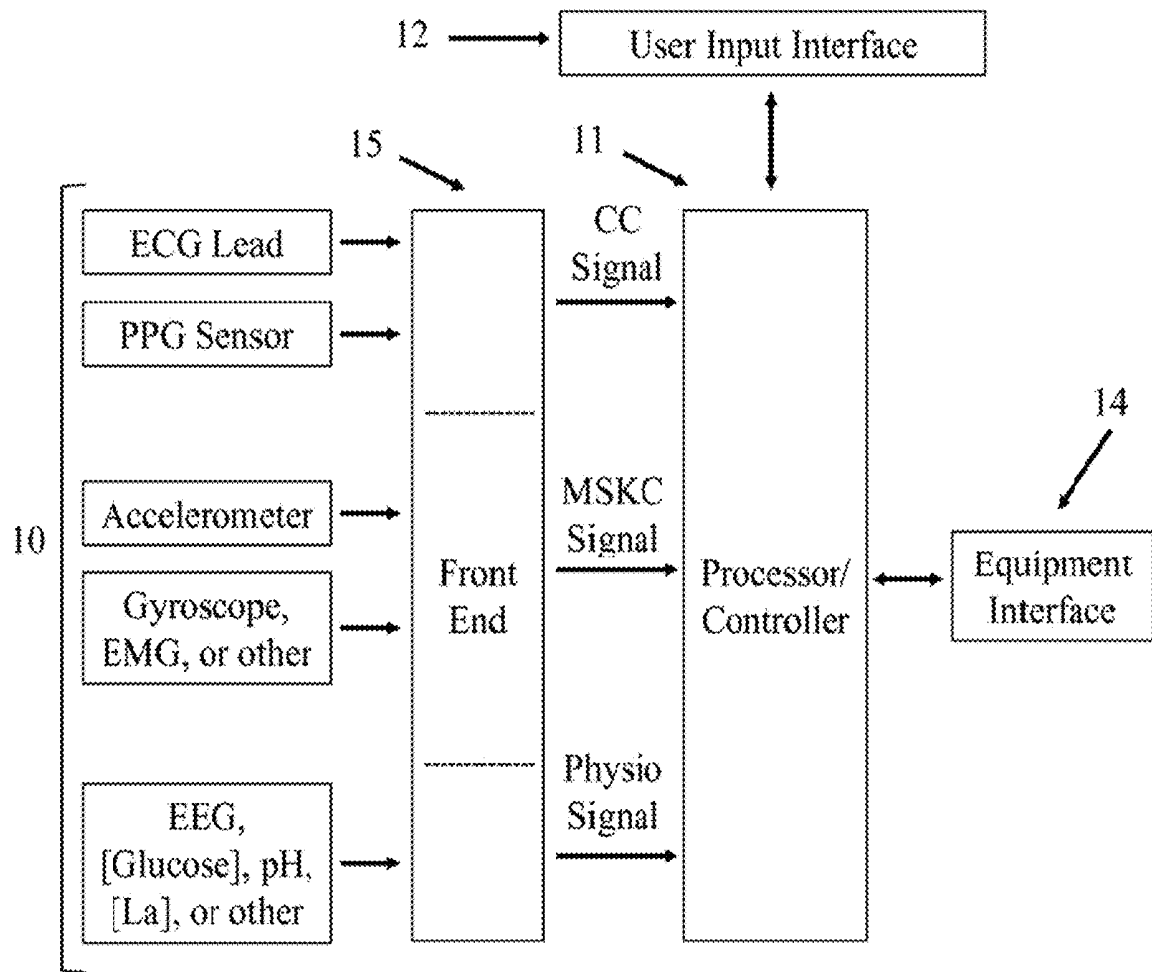 12
User Input Interface
15
11
ECG Lead
CC
Signal
PPG Sensor
14
10
Accelerometer
MSKC
Signal
Front
End
Processor/
Controller
Equipment
Interface
Gyroscope,
EMG, or other
Physio
Signal
EEG,
[Glucose], pH,
[La], or other